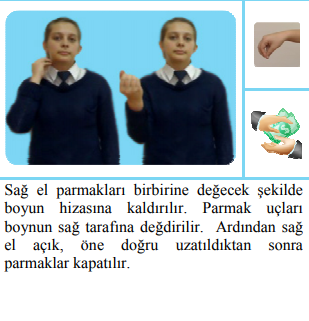 Sağ el parmakları birbirine değecek şekilde
boyun hizasına kaldırılır. Parmak uçları
boynun sağ tarafına değdirilir. Ardından sağ
el açık, öne doğru uzatıldıktan sonra
parmaklar kapatılır.